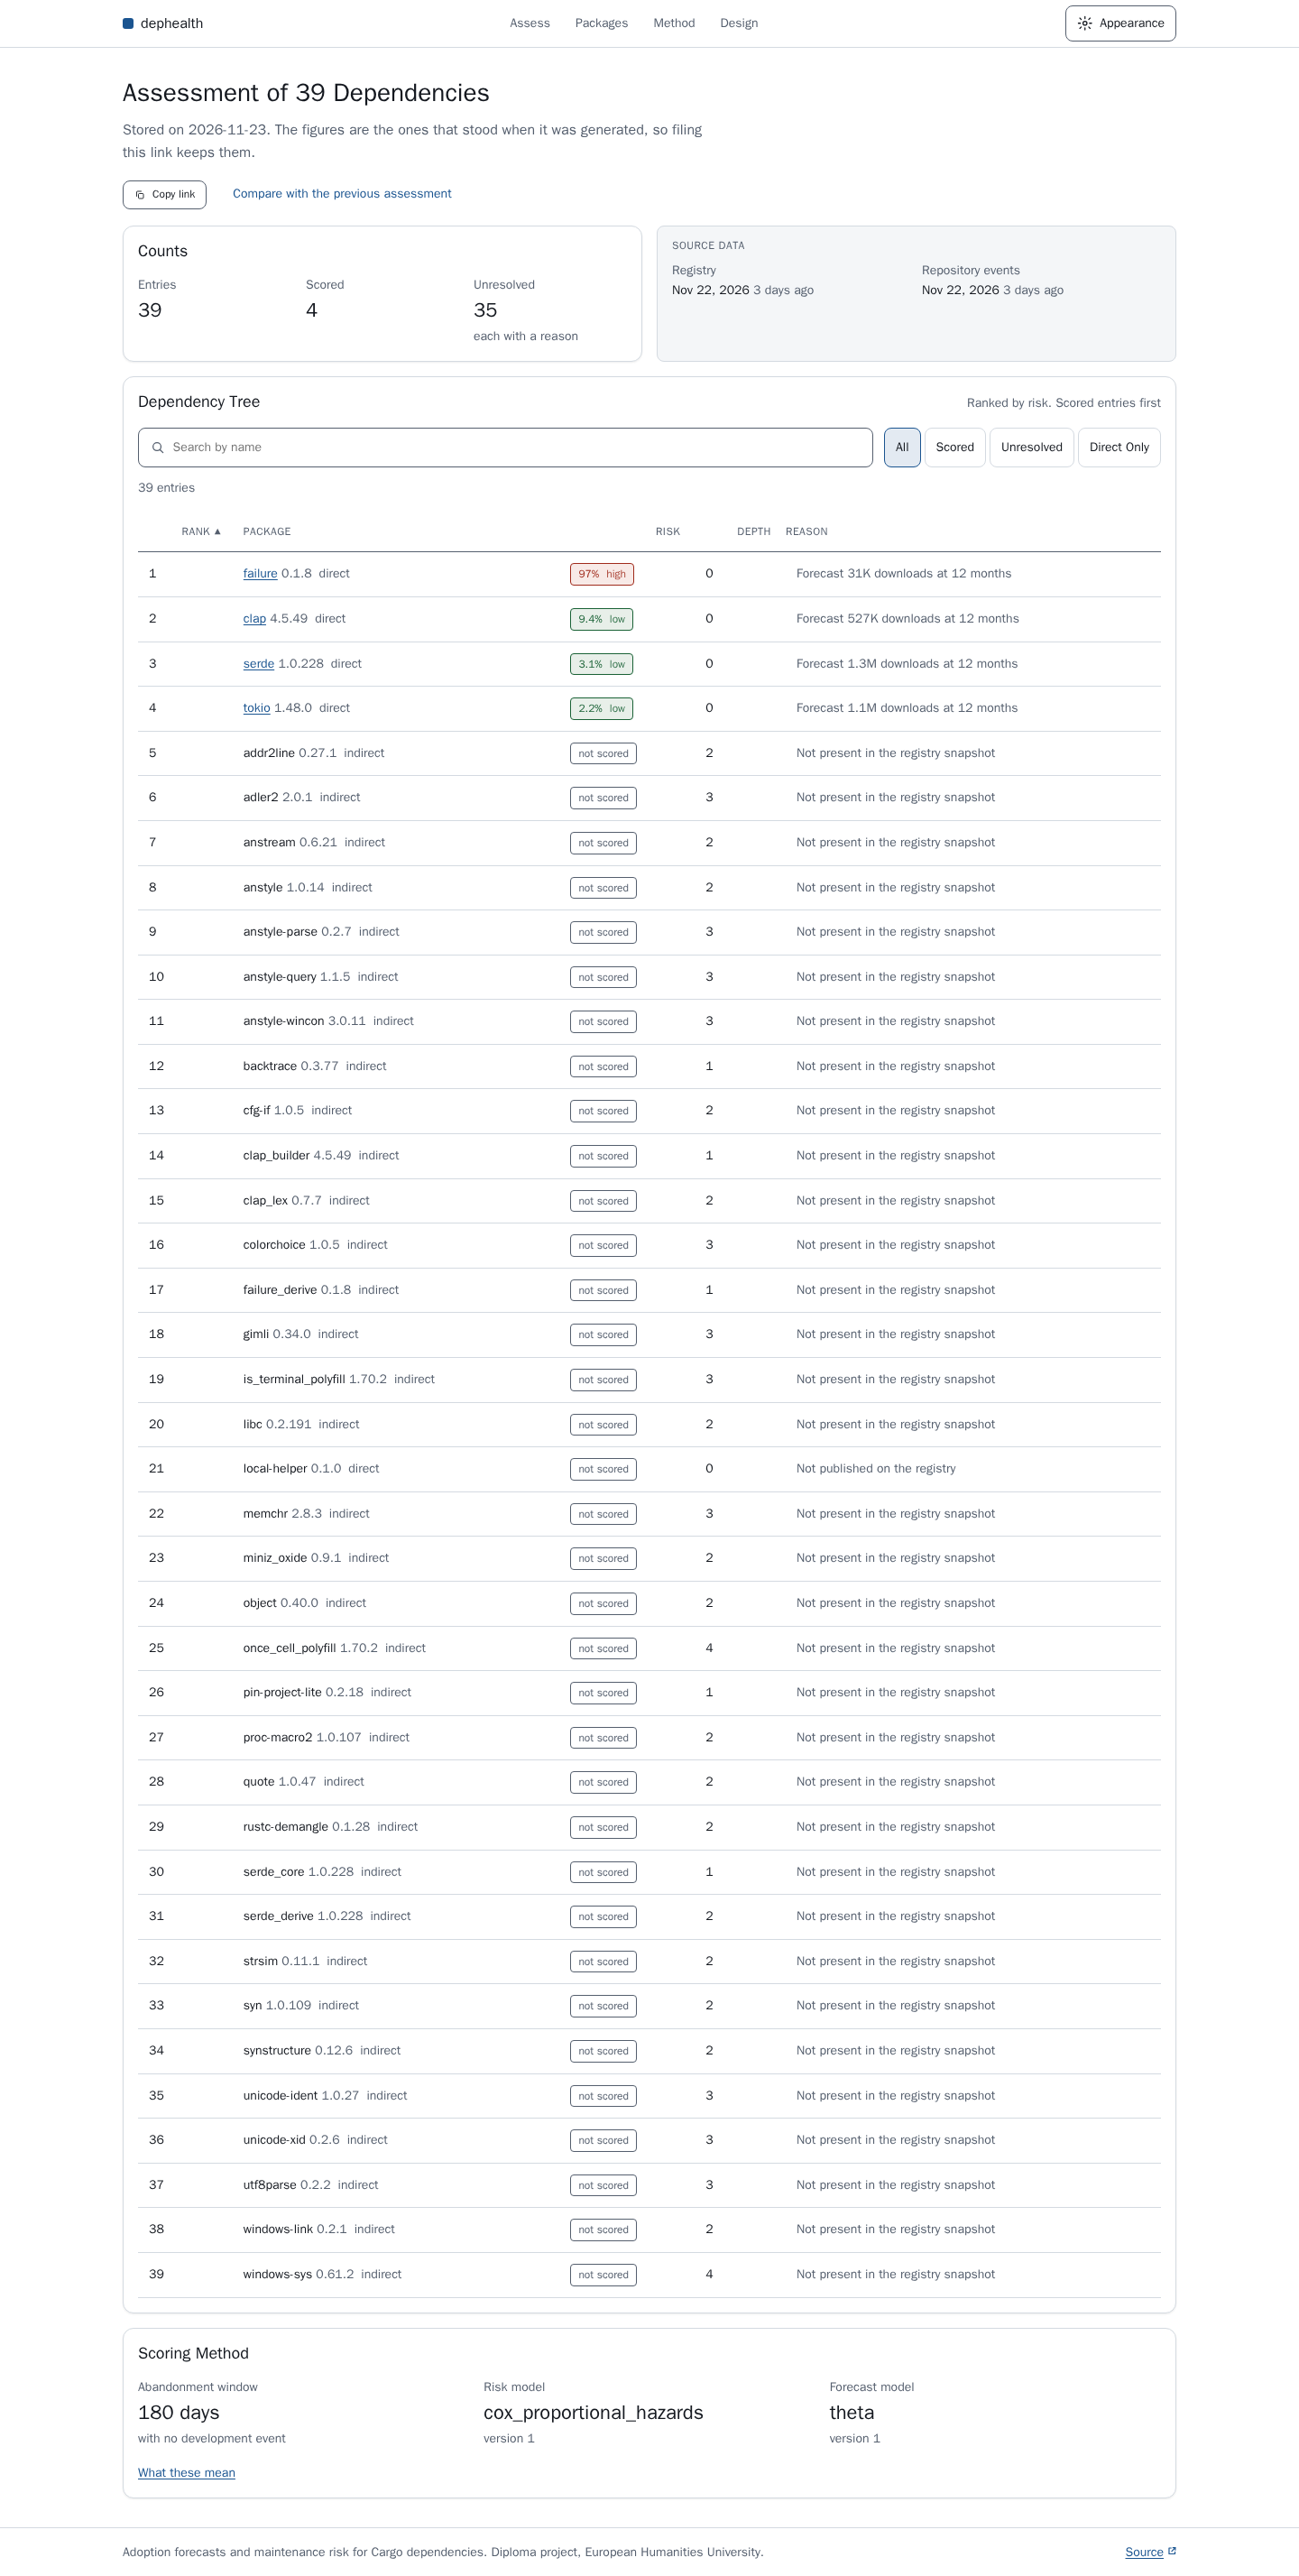 dephealth
Assess Packages Method Design
Appearance
Assessment of 39 Dependencies
Stored on 2026-11-23. The figures are the ones that stood when it was generated, so filing
this link keeps them.
Copy link Compare with the previous assessment
Counts
Entries Scored Unresolved
39 4 35
each with a reason
SOURCE DATA
Registry Repository events
Nov 22, 2026 3 days ago Nov 22, 2026 3 days ago
Dependency Tree Ranked by risk. Scored entries first
Search by name All Scored Unresolved Direct Only
39 entries
RANK ▲ PACKAGE RISK DEPTH REASON
1 failure 0.1.8 direct 97% high 0 Forecast 31K downloads at 12 months
2 clap 4.5.49 direct 9.4% low 0 Forecast 527K downloads at 12 months
3 serde 1.0.228 direct 3.1% low 0 Forecast 1.3M downloads at 12 months
4 tokio 1.48.0 direct 2.2% low 0 Forecast 1.1M downloads at 12 months
5 addr2line 0.27.1 indirect not scored 2 Not present in the registry snapshot
6 adler2 2.0.1 indirect not scored 3 Not present in the registry snapshot
7 anstream 0.6.21 indirect not scored 2 Not present in the registry snapshot
8 anstyle 1.0.14 indirect not scored 2 Not present in the registry snapshot
9 anstyle-parse 0.2.7 indirect not scored 3 Not present in the registry snapshot
10 anstyle-query 1.1.5 indirect not scored 3 Not present in the registry snapshot
11 anstyle-wincon 3.0.11 indirect not scored 3 Not present in the registry snapshot
12 backtrace 0.3.77 indirect not scored 1 Not present in the registry snapshot
13 cfg-if 1.0.5 indirect not scored 2 Not present in the registry snapshot
14 clap_builder 4.5.49 indirect not scored 1 Not present in the registry snapshot
15 clap_lex 0.7.7 indirect not scored 2 Not present in the registry snapshot
16 colorchoice 1.0.5 indirect not scored 3 Not present in the registry snapshot
17 failure_derive 0.1.8 indirect not scored 1 Not present in the registry snapshot
18 gimli 0.34.0 indirect not scored 3 Not present in the registry snapshot
19 is_terminal_polyfill 1.70.2 indirect not scored 3 Not present in the registry snapshot
20 libc 0.2.191 indirect not scored 2 Not present in the registry snapshot
21 local-helper 0.1.0 direct not scored 0 Not published on the registry
22 memchr 2.8.3 indirect not scored 3 Not present in the registry snapshot
23 miniz_oxide 0.9.1 indirect not scored 2 Not present in the registry snapshot
24 object 0.40.0 indirect not scored 2 Not present in the registry snapshot
25 once_cell_polyfill 1.70.2 indirect not scored 4 Not present in the registry snapshot
26 pin-project-lite 0.2.18 indirect not scored 1 Not present in the registry snapshot
27 proc-macro2 1.0.107 indirect not scored 2 Not present in the registry snapshot
28 quote 1.0.47 indirect not scored 2 Not present in the registry snapshot
29 rustc-demangle 0.1.28 indirect not scored 2 Not present in the registry snapshot
30 serde_core 1.0.228 indirect not scored 1 Not present in the registry snapshot
31 serde_derive 1.0.228 indirect not scored 2 Not present in the registry snapshot
32 strsim 0.11.1 indirect not scored 2 Not present in the registry snapshot
33 syn 1.0.109 indirect not scored 2 Not present in the registry snapshot
34 synstructure 0.12.6 indirect not scored 2 Not present in the registry snapshot
35 unicode-ident 1.0.27 indirect not scored 3 Not present in the registry snapshot
36 unicode-xid 0.2.6 indirect not scored 3 Not present in the registry snapshot
37 utf8parse 0.2.2 indirect not scored 3 Not present in the registry snapshot
38 windows-link 0.2.1 indirect not scored 2 Not present in the registry snapshot
39 windows-sys 0.61.2 indirect not scored 4 Not present in the registry snapshot
Scoring Method
Abandonment window Risk model Forecast model
180 days cox_proportional_hazards theta
with no development event version 1 version 1
What these mean
Adoption forecasts and maintenance risk for Cargo dependencies. Diploma project, European Humanities University. Source